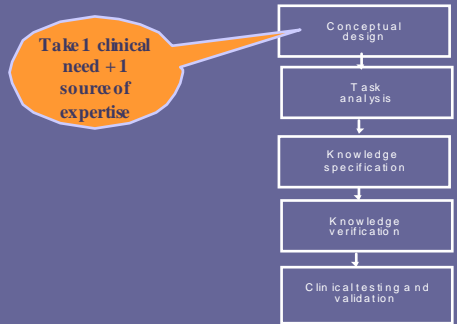 Take 1 clinical
need + 1
source of
expertise
Conceptual
design
Task
analysis
Knowledge
specification
Knowledge
verification
Clinical testing and
validation